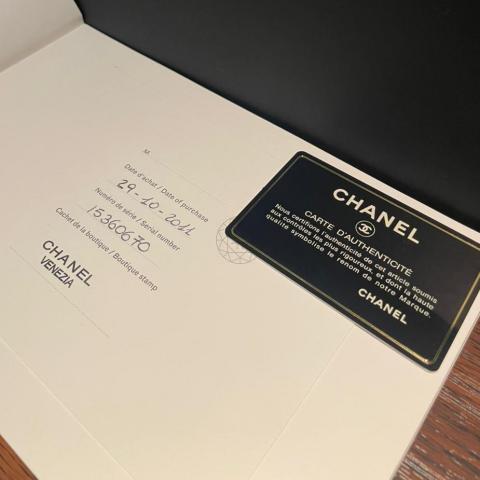 M.
Date d'achat / Date of purchase
29-10-2011
Numéro de série / Serial number
15360670
Cachet de la boutique / Boutique stamp
CHANEL
VENEZIA
CHANEL
CARTE D'AUTHENTICITÉ
Nous certifions l'authenticité de cet article soumis
aux contrôles les plus rigoureux, et dont la haute
qualité symbolise le renom de notre Marque.
CHANEL